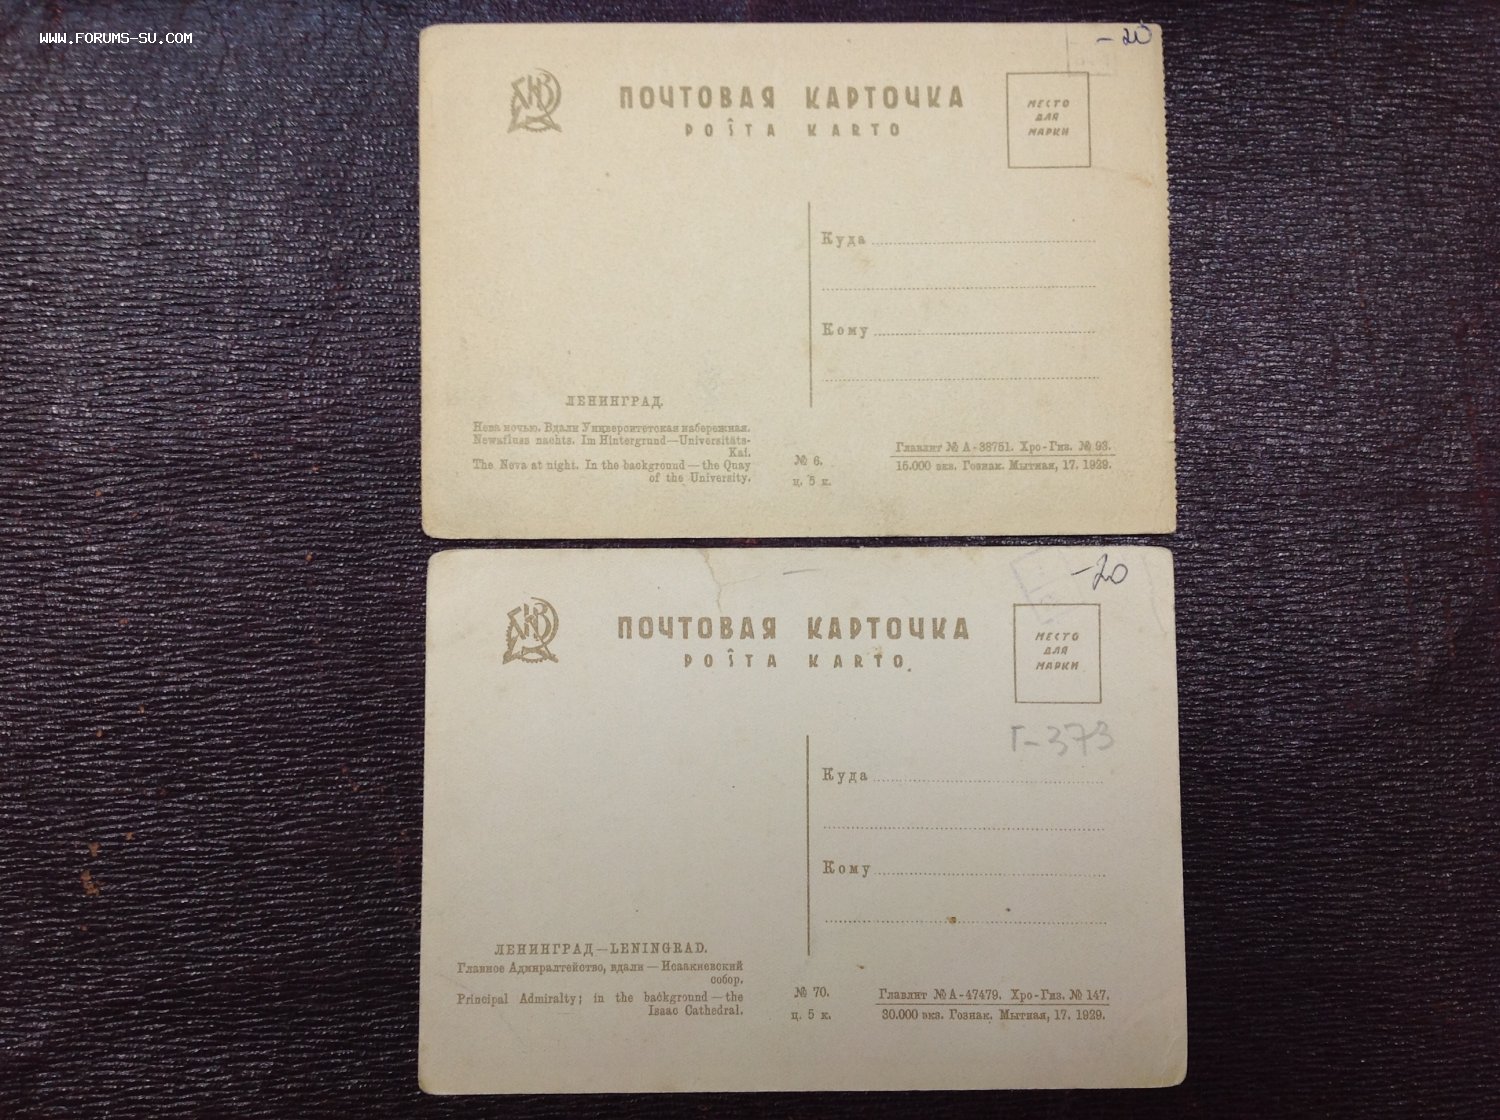 WWW.FORUMS-SU.COM
-20
ПОЧТОВАЯ КАРТОЧКА
POŜTA KARTO
МЕСТО
ДЛЯ
МАРКИ
Куда
Кому
ЛЕНИНГРАД.
Нева ночью. Вдали Университетская набережная.
Newafluss nachts. Im Hintergrund—Universitäts-
Kai.
The Neva at night. In the background — the Quay
of the University.
№ 6.
ц. 5 к.
Главлит № А-38751. Хро-Гиз. № 93.
15.000 экз. Гознак. Мытная, 17. 1929.
-20
ПОЧТОВАЯ КАРТОЧКА
POŜTA KARTO
МЕСТО
ДЛЯ
МАРКИ
Г-373
Куда
Кому
ЛЕНИНГРАД—LENINGRAD.
Главное Адмиралтейство, вдали — Исаакиевский
собор.
Principal Admiralty; in the background — the
Isaac Cathedral.
№ 70.
ц. 5 к.
Главлит № А-47479. Хро-Гиз. № 147.
30.000 экз. Гознак. Мытная, 17. 1929.